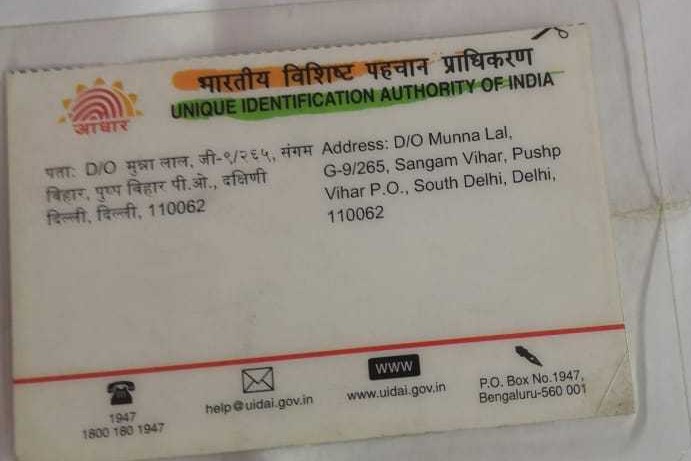 भारतीय विशिष्ट पहचान प्राधिकरण
UNIQUE IDENTIFICATION AUTHORITY OF INDIA
आधार
पता: D/O मुन्ना लाल, जी-९/२६५, संगम
बिहार, पुष्प बिहार पी.ओ., दक्षिणी
दिल्ली, दिल्ली, 110062
Address: D/O Munna Lal,
G-9/265, Sangam Vihar, Pushp
Vihar P.O., South Delhi, Delhi,
110062
1947
1800 180 1947
help@uidai.gov.in
WWW
www.uidai.gov.in
P.O. Box No.1947,
Bengaluru-560 001